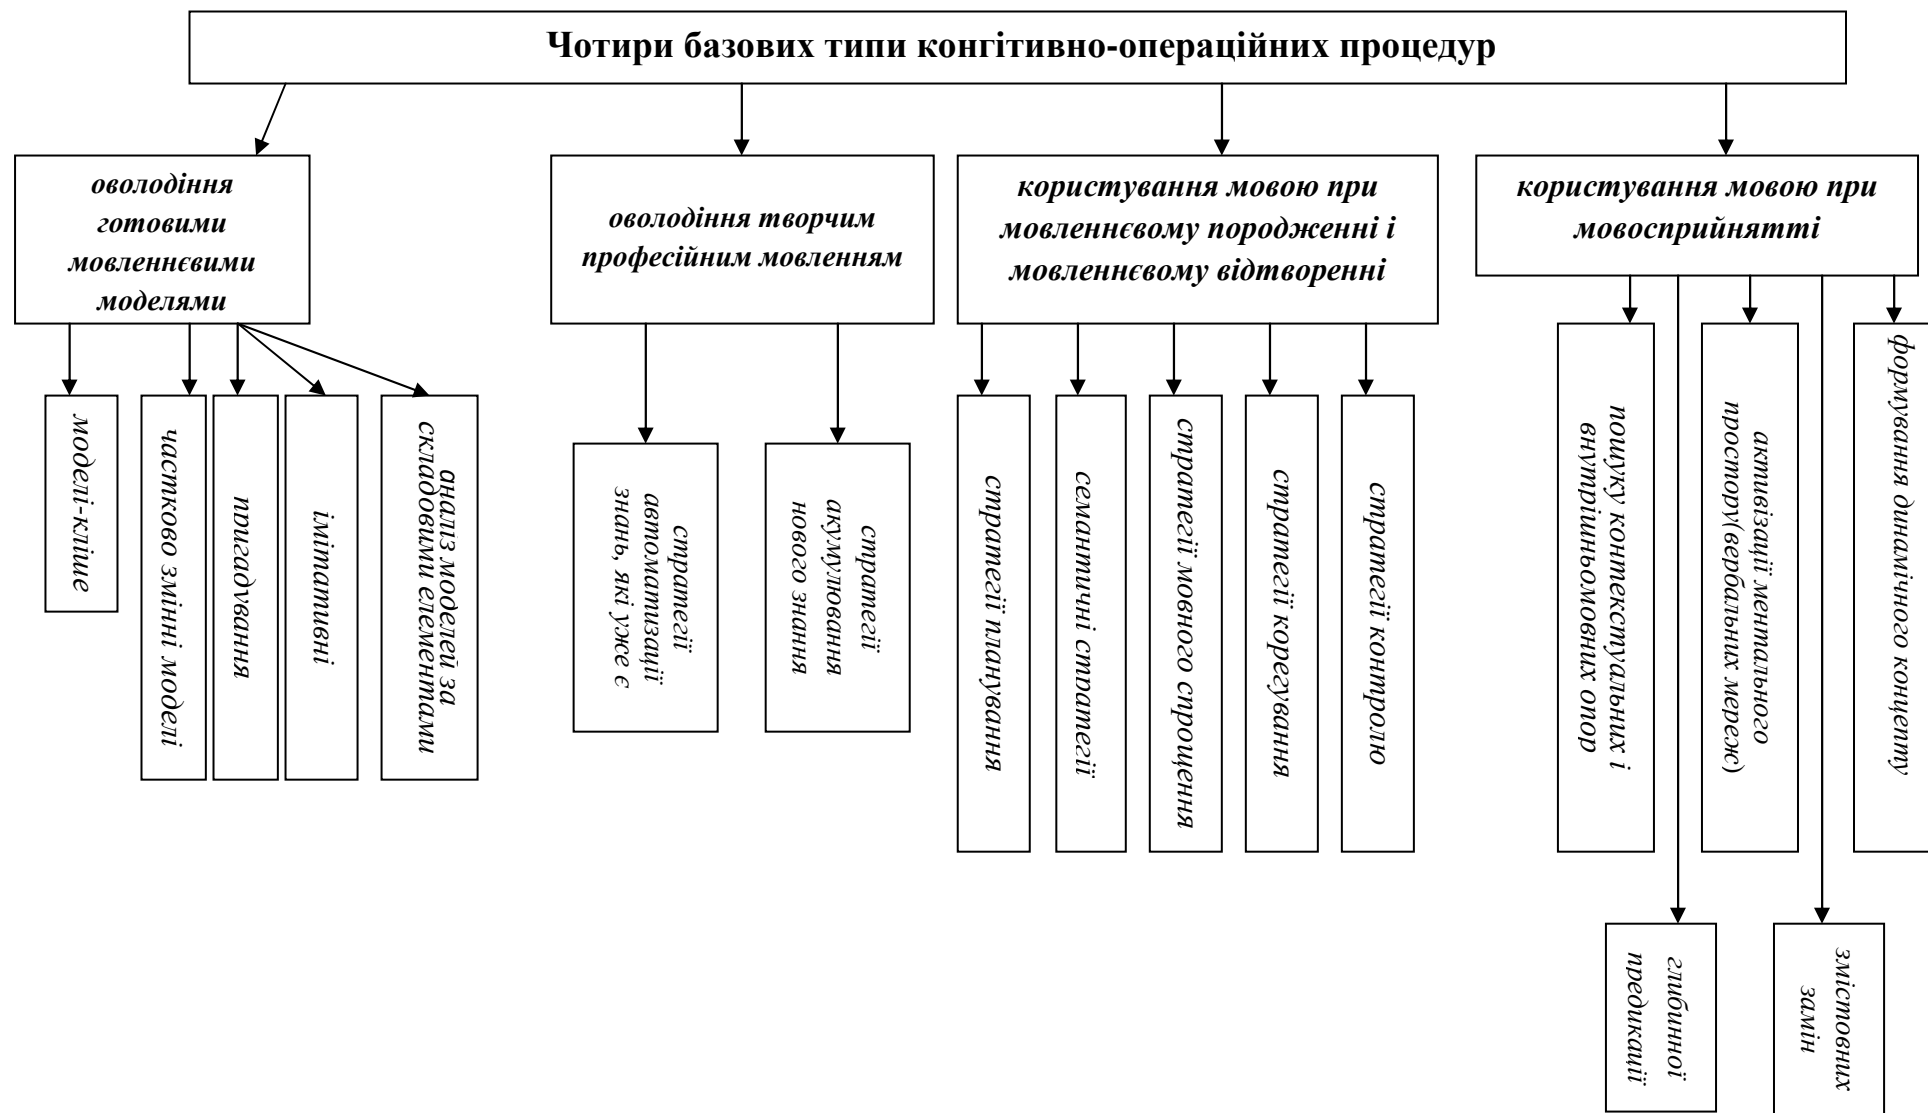 Чотири базових типи конгітивно-операційних процедур
оволодіння
готовими
мовленнєвими
моделями
оволодіння творчим
професійним мовленням
користування мовою при
мовленнєвому породженні і
мовленнєвому відтворенні
користування мовою при
мовосприйнятті
моделі-кліше
частково змінні моделі
пригадування
імітативні
аналіз моделей за
складовими елементами
стратегії
автоматизації
знань, які уже є
стратегії
акумулювання
нового знання
стратегії планування
семантичні стратегії
стратегії мовного спрощення
стратегії корегування
стратегії контролю
пошуку контекстуальних і
внутрішньомовних опор
активізації ментального
простору(вербальних мереж)
формування динамічного концепту
глибинної
предикації
змістовних
замін